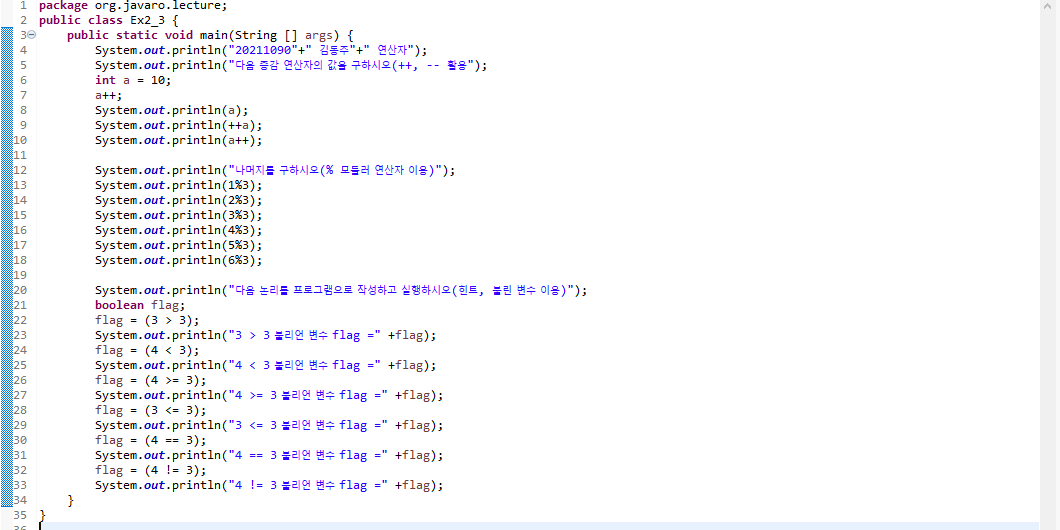 1 package org.javaro.lecture;
2 public class Ex2_3 {
3 public static void main(String [] args) {
4 System.out.println("20211090"+" 김동주"+" 연산자");
5 System.out.println("다음 증감 연산자의 값을 구하시오(++, -- 활용");
6 int a = 10;
7 a++;
8 System.out.println(a);
9 System.out.println(++a);
10 System.out.println(a++);
11
12 System.out.println("나머지를 구하시오(% 모듈러 연산자 이용)");
13 System.out.println(1%3);
14 System.out.println(2%3);
15 System.out.println(3%3);
16 System.out.println(4%3);
17 System.out.println(5%3);
18 System.out.println(6%3);
19
20 System.out.println("다음 논리를 프로그램으로 작성하고 실행하시오(힌트, 불린 변수 이용)");
21 boolean flag;
22 flag = (3 > 3);
23 System.out.println("3 > 3 불리언 변수 flag =" +flag);
24 flag = (4 < 3);
25 System.out.println("4 < 3 불리언 변수 flag =" +flag);
26 flag = (4 >= 3);
27 System.out.println("4 >= 3 불리언 변수 flag =" +flag);
28 flag = (3 <= 3);
29 System.out.println("3 <= 3 불리언 변수 flag =" +flag);
30 flag = (4 == 3);
31 System.out.println("4 == 3 불리언 변수 flag =" +flag);
32 flag = (4 != 3);
33 System.out.println("4 != 3 불리언 변수 flag =" +flag);
34 }
35 }
36